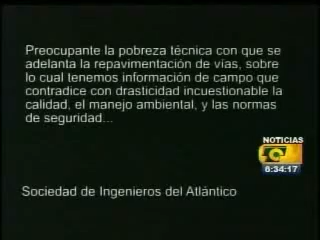 Preocupante la pobreza técnica con que se
adelanta la repavimentación de vías, sobre
lo cual tenemos información de campo que
contradice con drasticidad incuestionable la
calidad, el manejo ambiental, y las normas
de seguridad...
NOTICIAS
6:34:17
Sociedad de Ingenieros del Atlántico